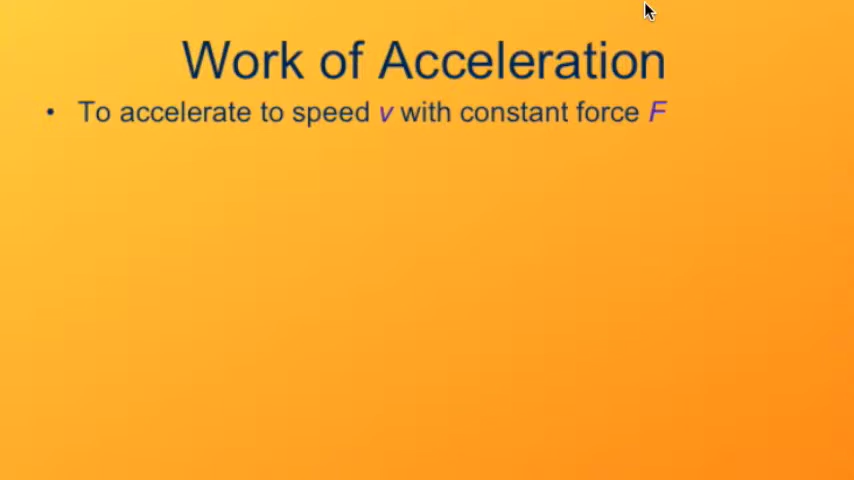 Work of Acceleration
• To accelerate to speed v with constant force F